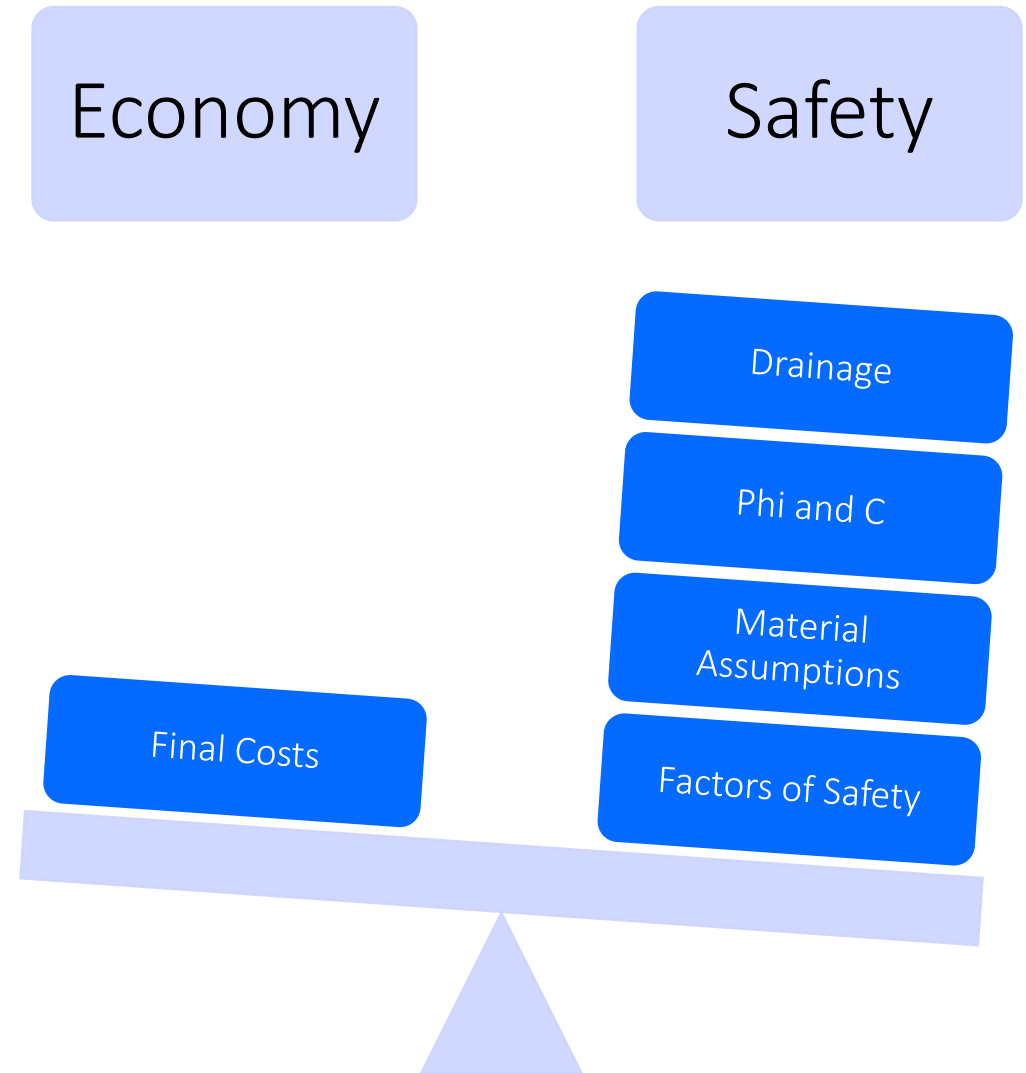 Economy
Safety
Drainage
Phi and C
Material
Assumptions
Final Costs
Factors of Safety